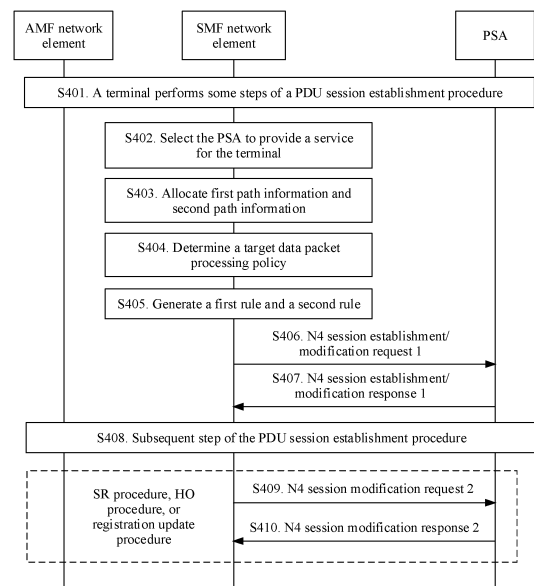 AMF network
element
SMF network
element
PSA
S401. A terminal performs some steps of a PDU session establishment procedure
S402. Select the PSA to provide a service
for the terminal
S403. Allocate first path information and
second path information
S404. Determine a target data packet
processing policy
S405. Generate a first rule and a second rule
S406. N4 session establishment/
modification request 1
S407. N4 session establishment/
modification response 1
S408. Subsequent step of the PDU session establishment procedure
SR procedure, HO
procedure, or
registration update
procedure
S409. N4 session modification request 2
S410. N4 session modification response 2